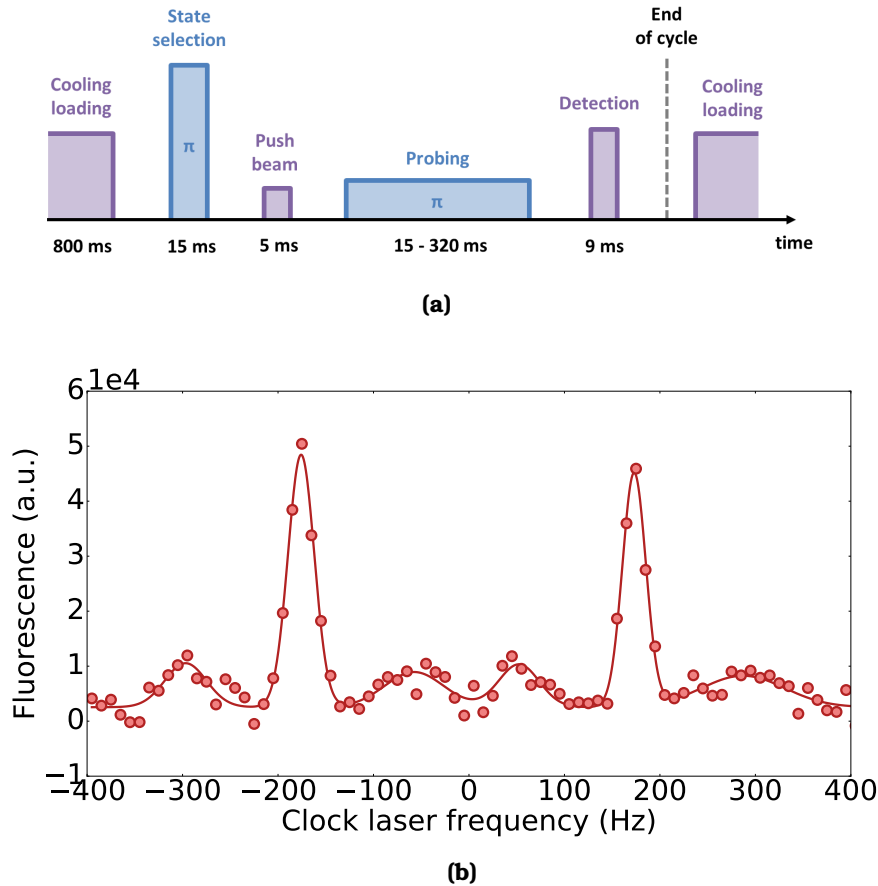 State
selection
End
of cycle
Cooling
loading
Push
beam
Probing
Detection
Cooling
loading
π
π
800 ms
15 ms
5 ms
15 - 320 ms
9 ms
time
(a)
1e4
6
5
4
3
2
1
0
−1
Fluorescence (a.u.)
−400
−300
−200
−100
0
100
200
300
400
Clock laser frequency (Hz)
(b)